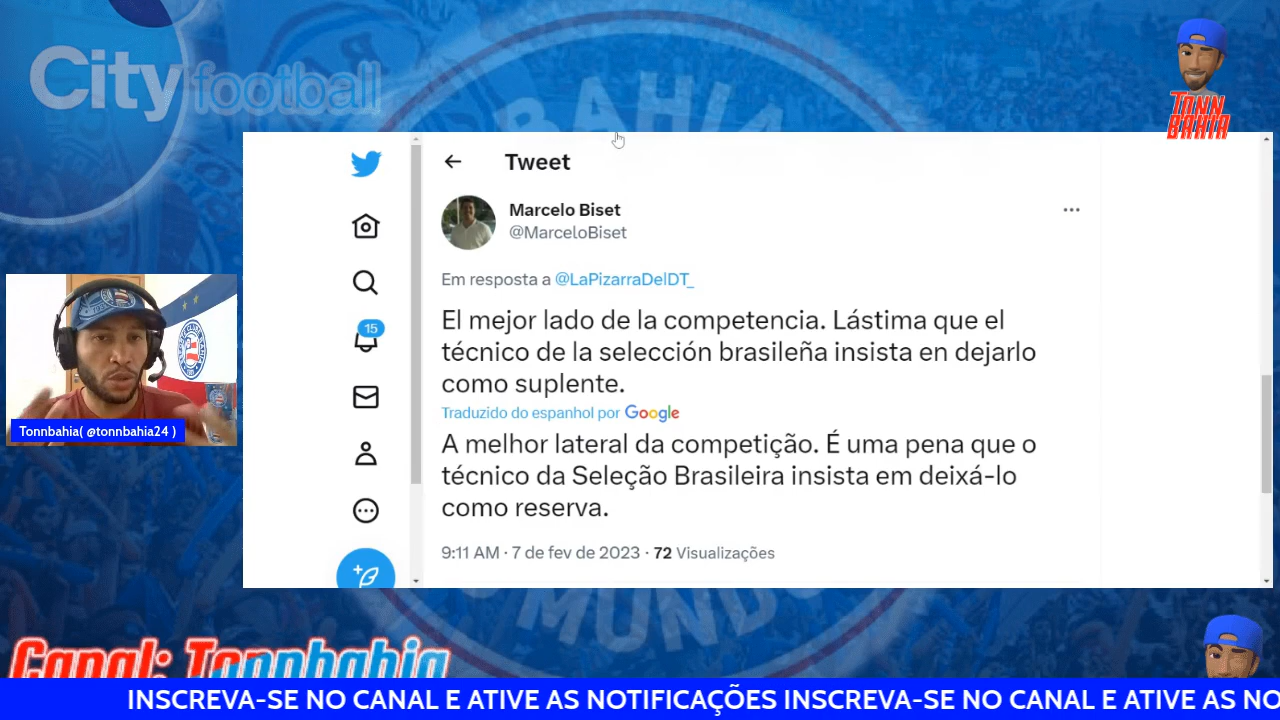 City football
BAHIA
TONN
BAHIA
Tweet
Marcelo Biset
@MarceloBiset
Em resposta a @LaPizarraDelDT_
15
El mejor lado de la competencia. Lástima que el
técnico de la selección brasileña insista en dejarlo
como suplente.
Traduzido do espanhol por Google
A melhor lateral da competição. É uma pena que o
técnico da Seleção Brasileira insista em deixá-lo
como reserva.
9:11 AM · 7 de fev de 2023 · 72 Visualizações
Tonnbahia( @tonnbahia24 )
MUNDO
Canal: Tonnbahia
INSCREVA-SE NO CANAL E ATIVE AS NOTIFICAÇÕES INSCREVA-SE NO CANAL E ATIVE AS NO